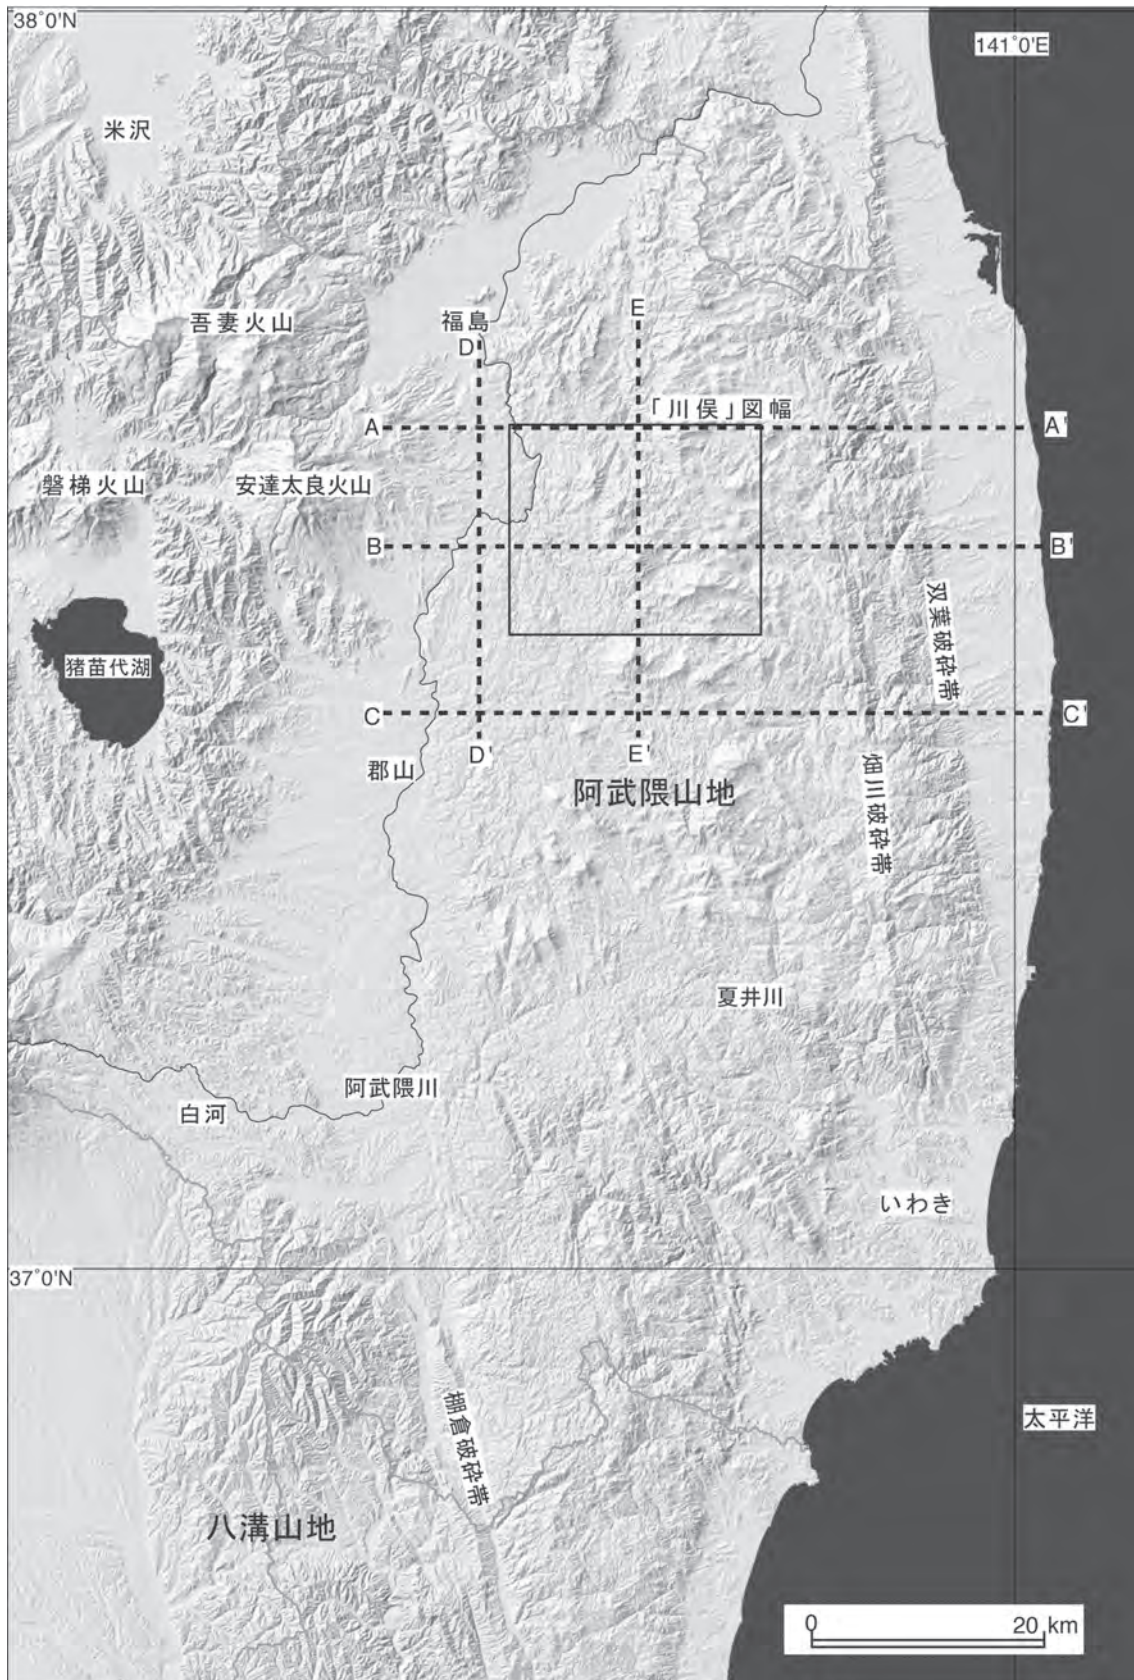 38°0'N
141°0'E
米沢
吾妻火山
福島
D
E
「川俣」図幅
A
A'
磐梯火山
安達太良火山
B
B'
双葉破砕帯
猪苗代湖
C
C'
D'
E'
郡山
阿武隈山地
畑川破砕帯
夏井川
阿武隈川
白河
いわき
37°0'N
棚倉破砕帯
太平洋
八溝山地
0 20 km